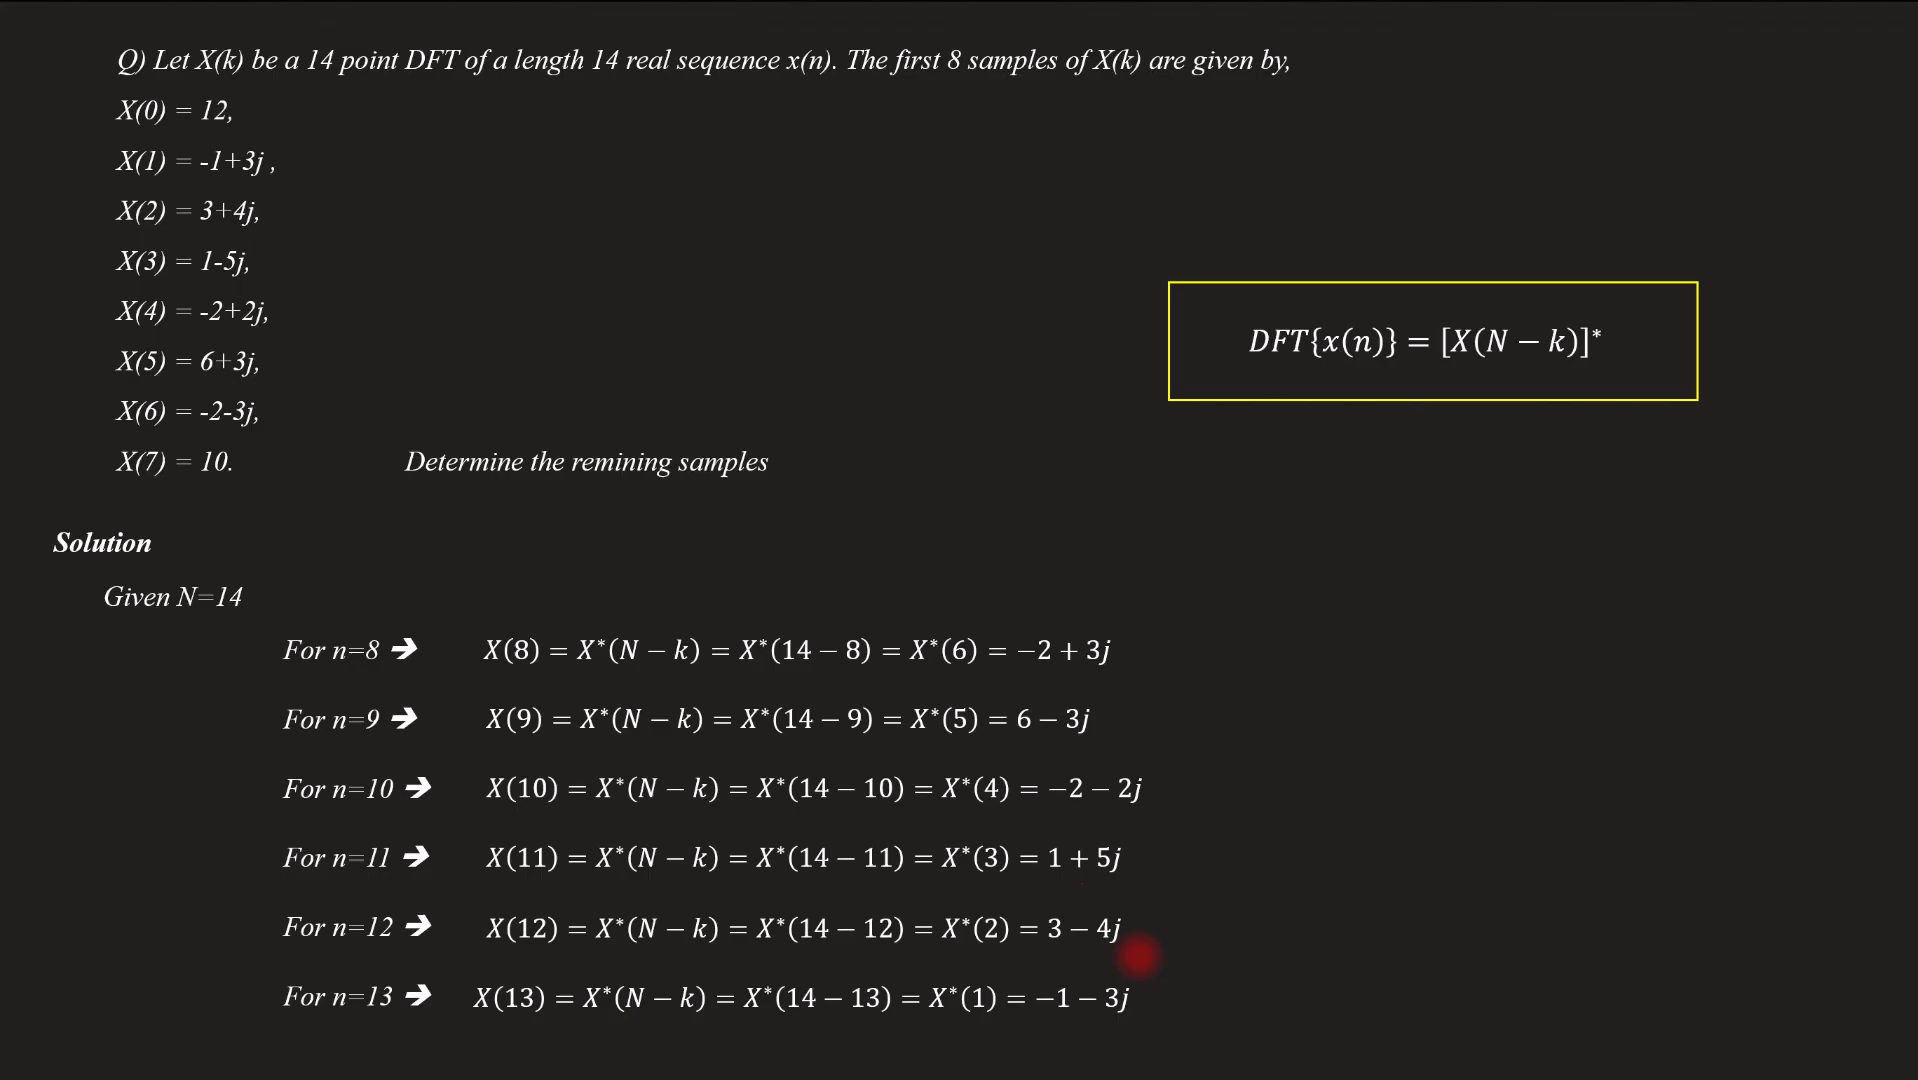 Q) Let X(k) be a 14 point DFT of a length 14 real sequence x(n). The first 8 samples of X(k) are given by,
X(0) = 12,
X(1) = -1+3j ,
X(2) = 3+4j,
X(3) = 1-5j,
X(4) = -2+2j,
DFT{x(n)} = [X(N − k)]*
X(5) = 6+3j,
X(6) = -2-3j,
X(7) = 10. Determine the remining samples
Solution
Given N=14
For n=8 ➔ X(8) = X*(N − k) = X*(14 − 8) = X*(6) = −2 + 3j
For n=9 ➔ X(9) = X*(N − k) = X*(14 − 9) = X*(5) = 6 − 3j
For n=10 ➔ X(10) = X*(N − k) = X*(14 − 10) = X*(4) = −2 − 2j
For n=11 ➔ X(11) = X*(N − k) = X*(14 − 11) = X*(3) = 1 + 5j
For n=12 ➔ X(12) = X*(N − k) = X*(14 − 12) = X*(2) = 3 − 4j
For n=13 ➔ X(13) = X*(N − k) = X*(14 − 13) = X*(1) = −1 − 3j